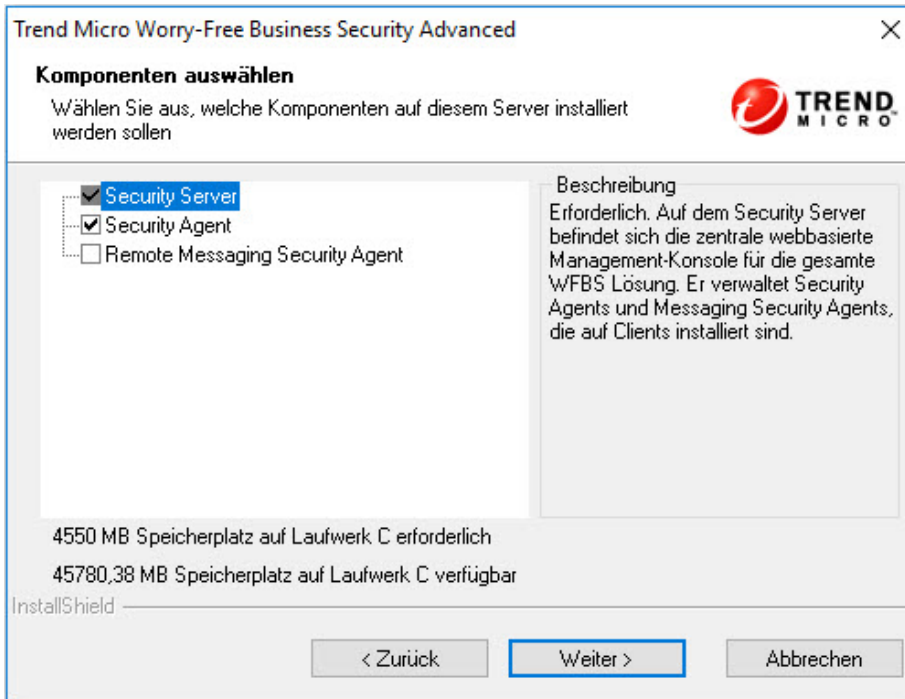 Trend Micro Worry-Free Business Security Advanced
Komponenten auswählen
Wählen Sie aus, welche Komponenten auf diesem Server installiert
werden sollen
TREND
MICRO™
Security Server
Security Agent
Remote Messaging Security Agent
Beschreibung
Erforderlich. Auf dem Security Server
befindet sich die zentrale webbasierte
Management-Konsole für die gesamte
WFBS Lösung. Er verwaltet Security
Agents und Messaging Security Agents,
die auf Clients installiert sind.
4550 MB Speicherplatz auf Laufwerk C erforderlich
45780,38 MB Speicherplatz auf Laufwerk C verfügbar
InstallShield
< Zurück
Weiter >
Abbrechen